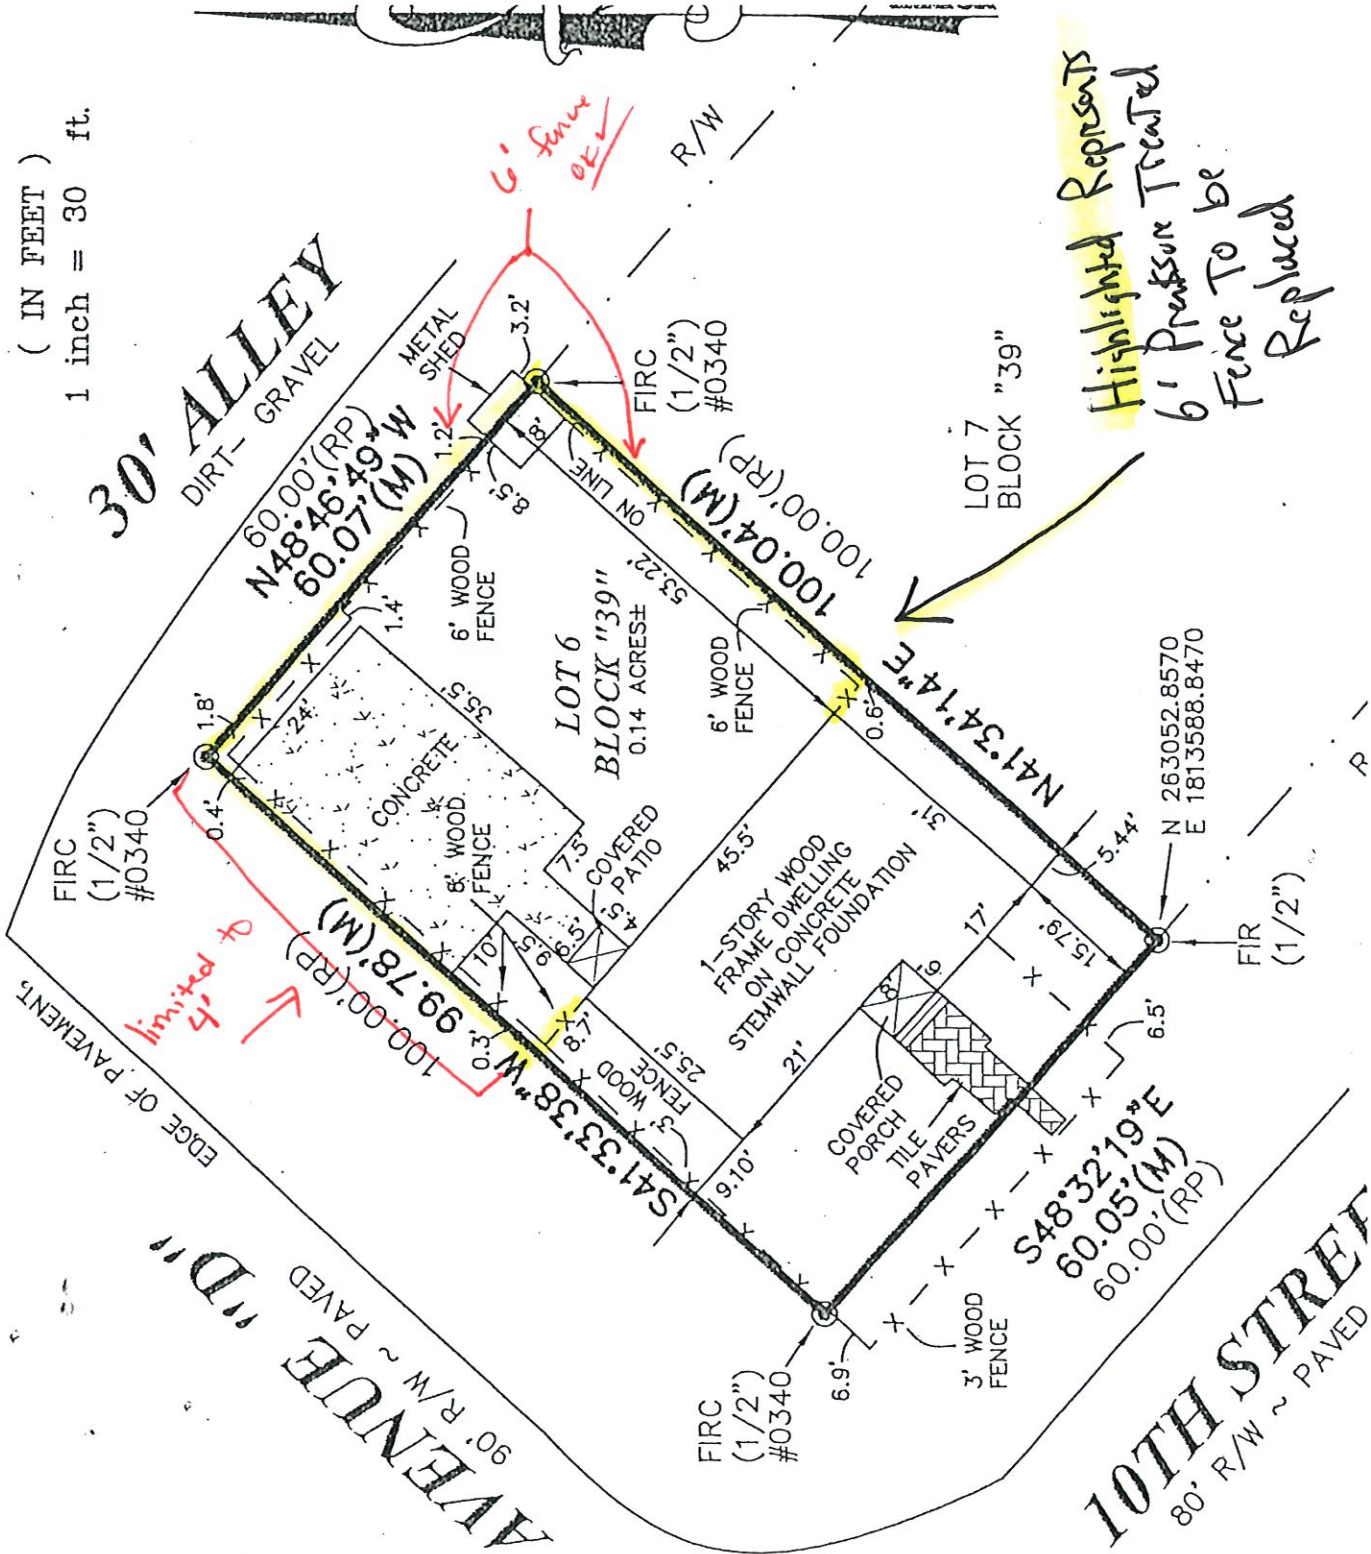 ( IN FEET )
1 inch = 30 ft.
30' ALLEY
DIRT- GRAVEL
6' fence
ok
R/W
METAL
SHED
3.2'
60.00'(RP)
N48°46'49"W
60.07'(M)
1.2'
8.5'
8'
FIRC
(1/2")
#0340
ON LINE
53.22'
100.04'(M)
100.00'(RP)
N41°34'14"E
6' WOOD
FENCE
1.4'
1.8'
24'
35.5'
0.4'
FIRC
(1/2")
#0340
CONCRETE
LOT 6
BLOCK "39"
0.14 ACRES±
6' WOOD
FENCE
0.6'
8' WOOD
FENCE
7.5'
COVERED
PATIO
4.5'
6.5'
9.5'
10'
limited to
4'
S41°33'38"W 99.78'(M)
100.00'(RP)
0.3'
8.7'
45.5'
31'
1-STORY WOOD
FRAME DWELLING
ON CONCRETE
STEMWALL FOUNDATION
25.5'
3' WOOD
FENCE
21'
17'
8'
6'
15.79'
5.44'
9.10'
COVERED
PORCH
TILE
PAVERS
6.5'
S48°32'19"E
60.05'(M)
60.00'(RP)
3' WOOD
FENCE
6.9'
FIRC
(1/2")
#0340
FIR
(1/2")
N 263052.8570
E 1813588.8470
LOT 7
BLOCK "39"
Highlighted Represents
6' Pressure Treated
Fence To be
Replaced
EDGE OF PAVEMENT
AVENUE "D"
90' R/W ~ PAVED
10TH STREET
80' R/W ~ PAVED
R